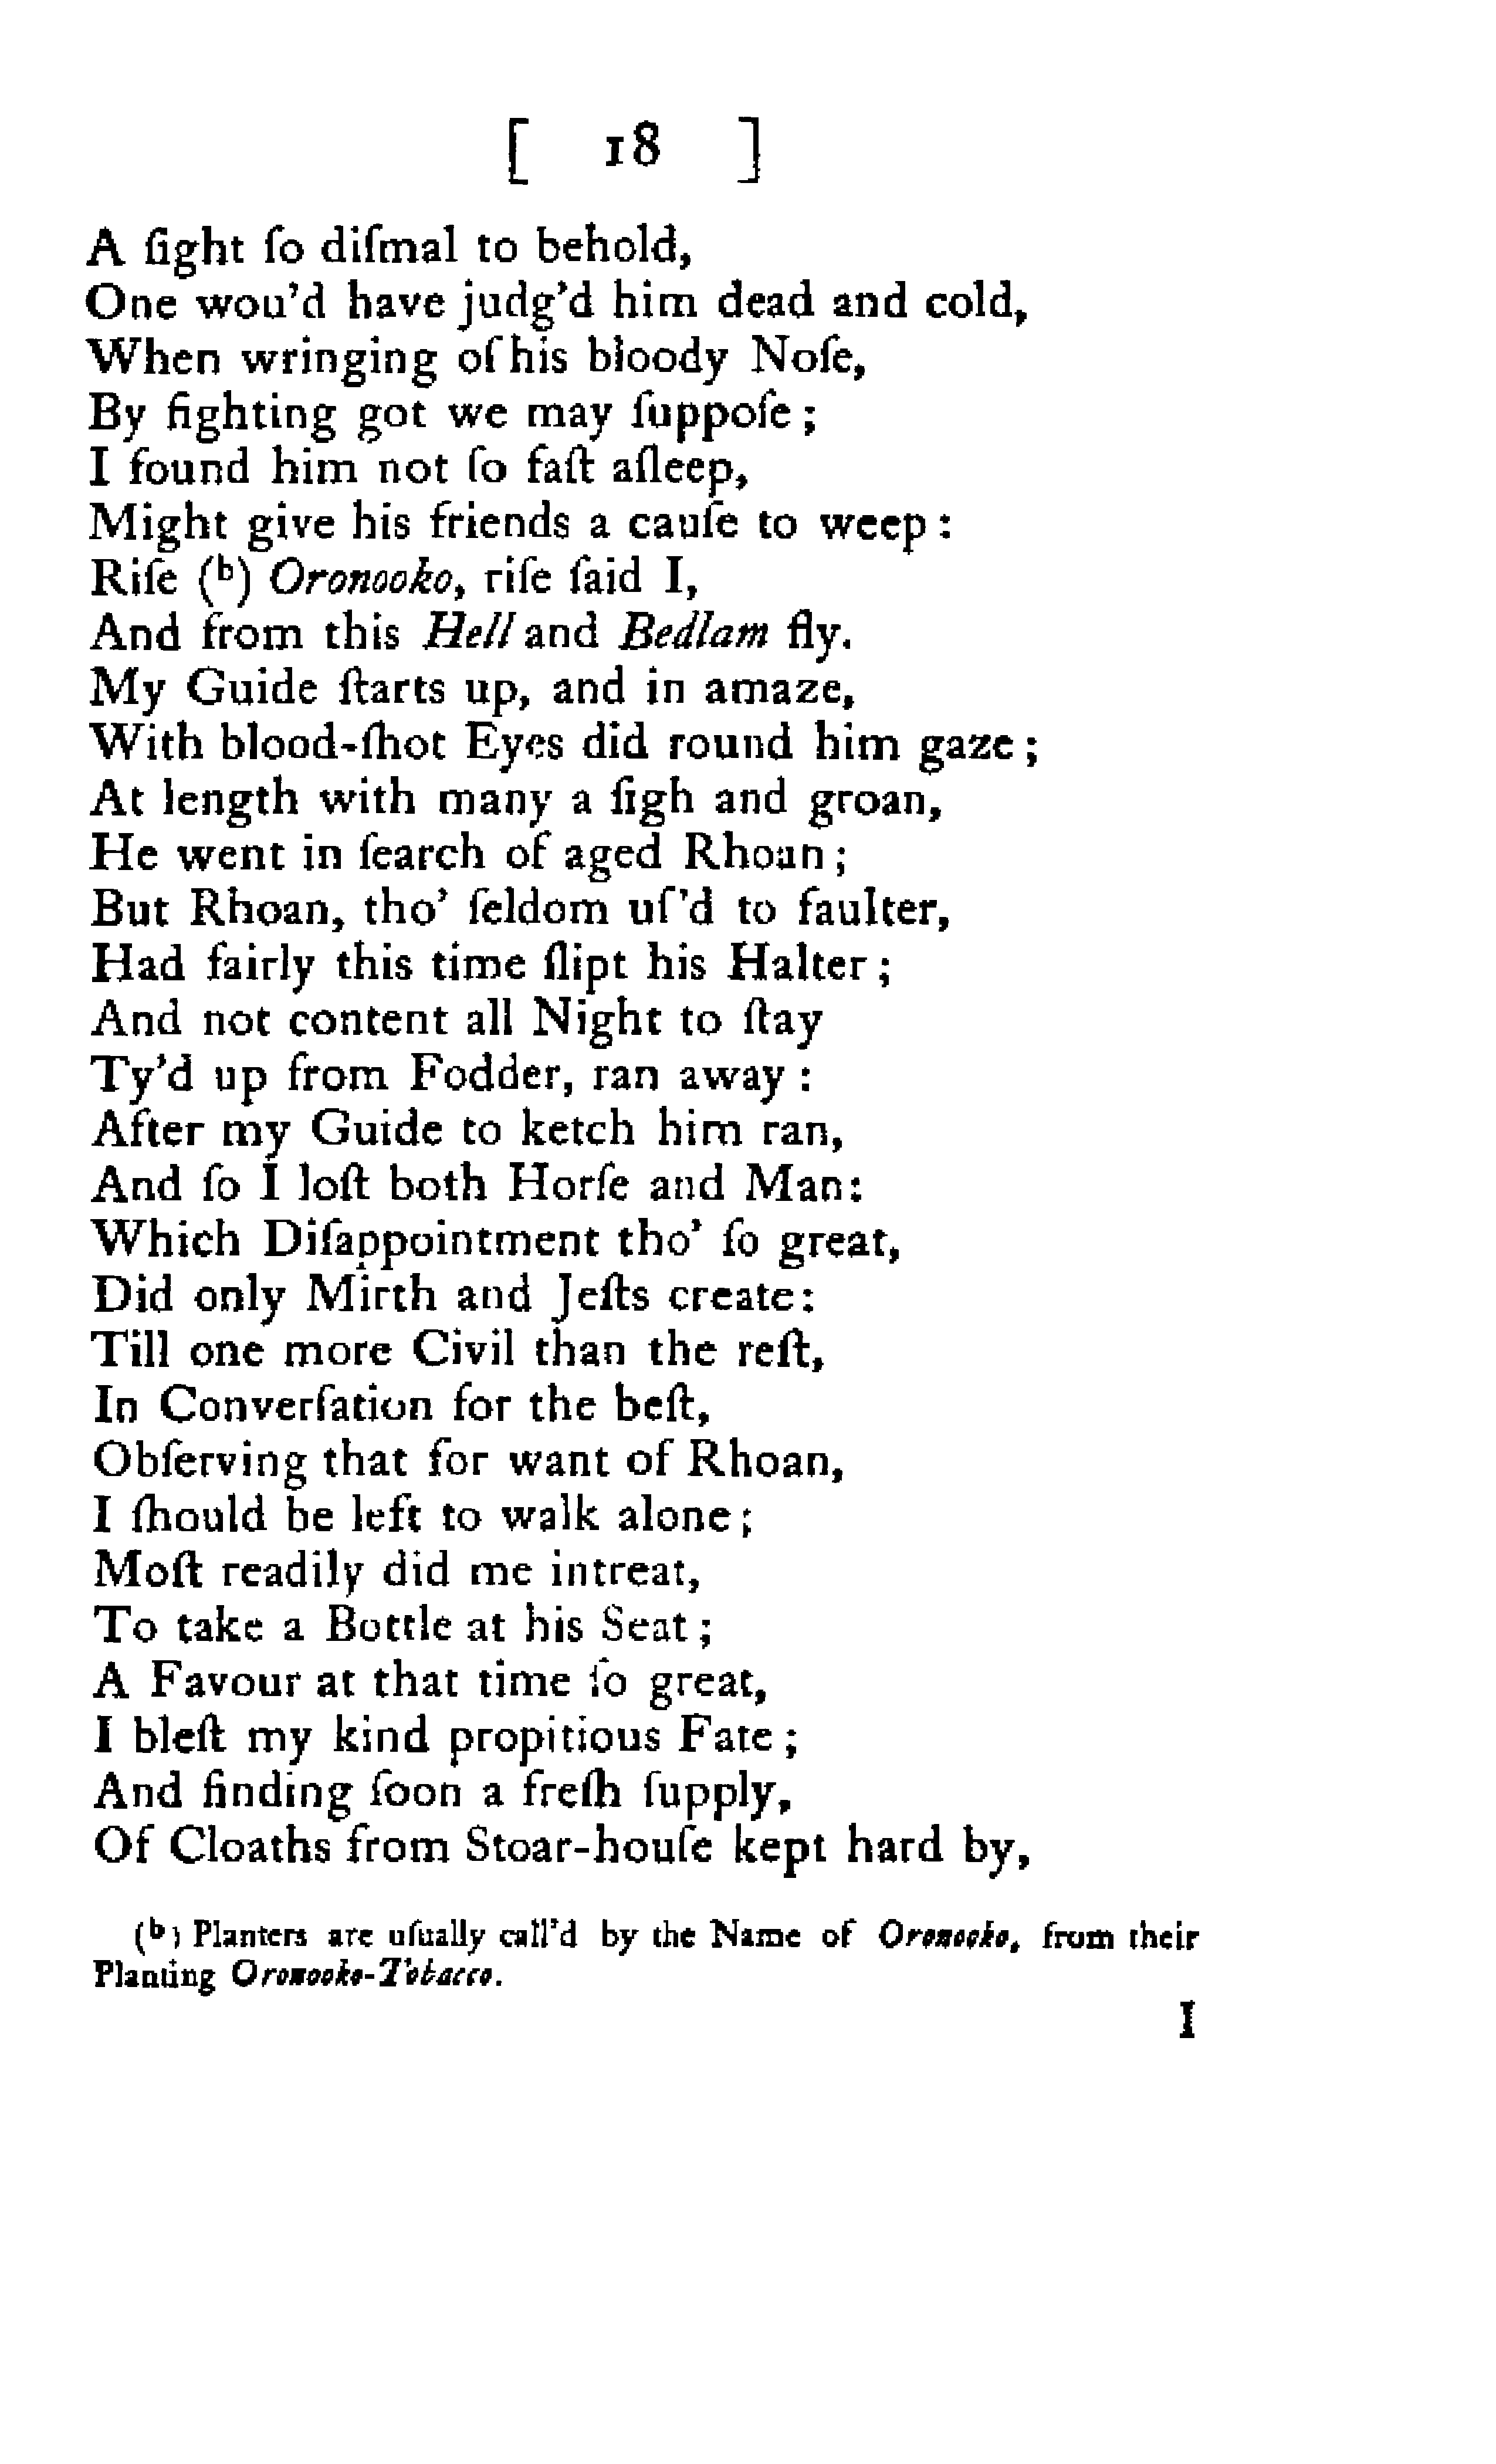 [ 18 ]
A ſight ſo diſmal to behold,
One wou'd have judg'd him dead and cold,
When wringing of his bloody Noſe,
By fighting got we may ſuppoſe;
I found him not ſo faſt aſleep,
Might give his friends a cauſe to weep:
Riſe (b) Oronooko, riſe ſaid I,
And from this Hell and Bedlam fly.
My Guide ſtarts up, and in amaze,
With blood-ſhot Eyes did round him gaze;
At length with many a ſigh and groan,
He went in ſearch of aged Rhoan;
But Rhoan, tho' ſeldom uſ'd to faulter,
Had fairly this time ſlipt his Halter;
And not content all Night to ſtay
Ty'd up from Fodder, ran away:
After my Guide to ketch him ran,
And ſo I loſt both Horſe and Man:
Which Diſappointment tho' ſo great,
Did only Mirth and Jeſts create:
Till one more Civil than the reſt,
In Converſation for the beſt,
Obſerving that for want of Rhoan,
I ſhould be left to walk alone;
Moſt readily did me intreat,
To take a Bottle at his Seat;
A Favour at that time ſo great,
I bleſt my kind propitious Fate;
And finding ſoon a freſh ſupply,
Of Cloaths from Stoar-houſe kept hard by,
(b) Planters are uſually call'd by the Name of Oronooko, from their
Planting Oronooko-Tobacco.
I